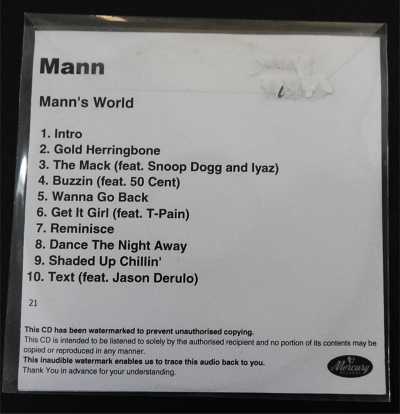 Mann
Mann's World
1. Intro
2. Gold Herringbone
3. The Mack (feat. Snoop Dogg and Iyaz)
4. Buzzin (feat. 50 Cent)
5. Wanna Go Back
6. Get It Girl (feat. T-Pain)
7. Reminisce
8. Dance The Night Away
9. Shaded Up Chillin'
10. Text (feat. Jason Derulo)
21
This CD has been watermarked to prevent unauthorised copying.
This CD is intended to be listened to solely by the authorised recipient and no portion of its contents may be
copied or reproduced in any manner.
This inaudible watermark enables us to trace this audio back to you.
Thank You in advance for your understanding.
Mercury
RECORDS